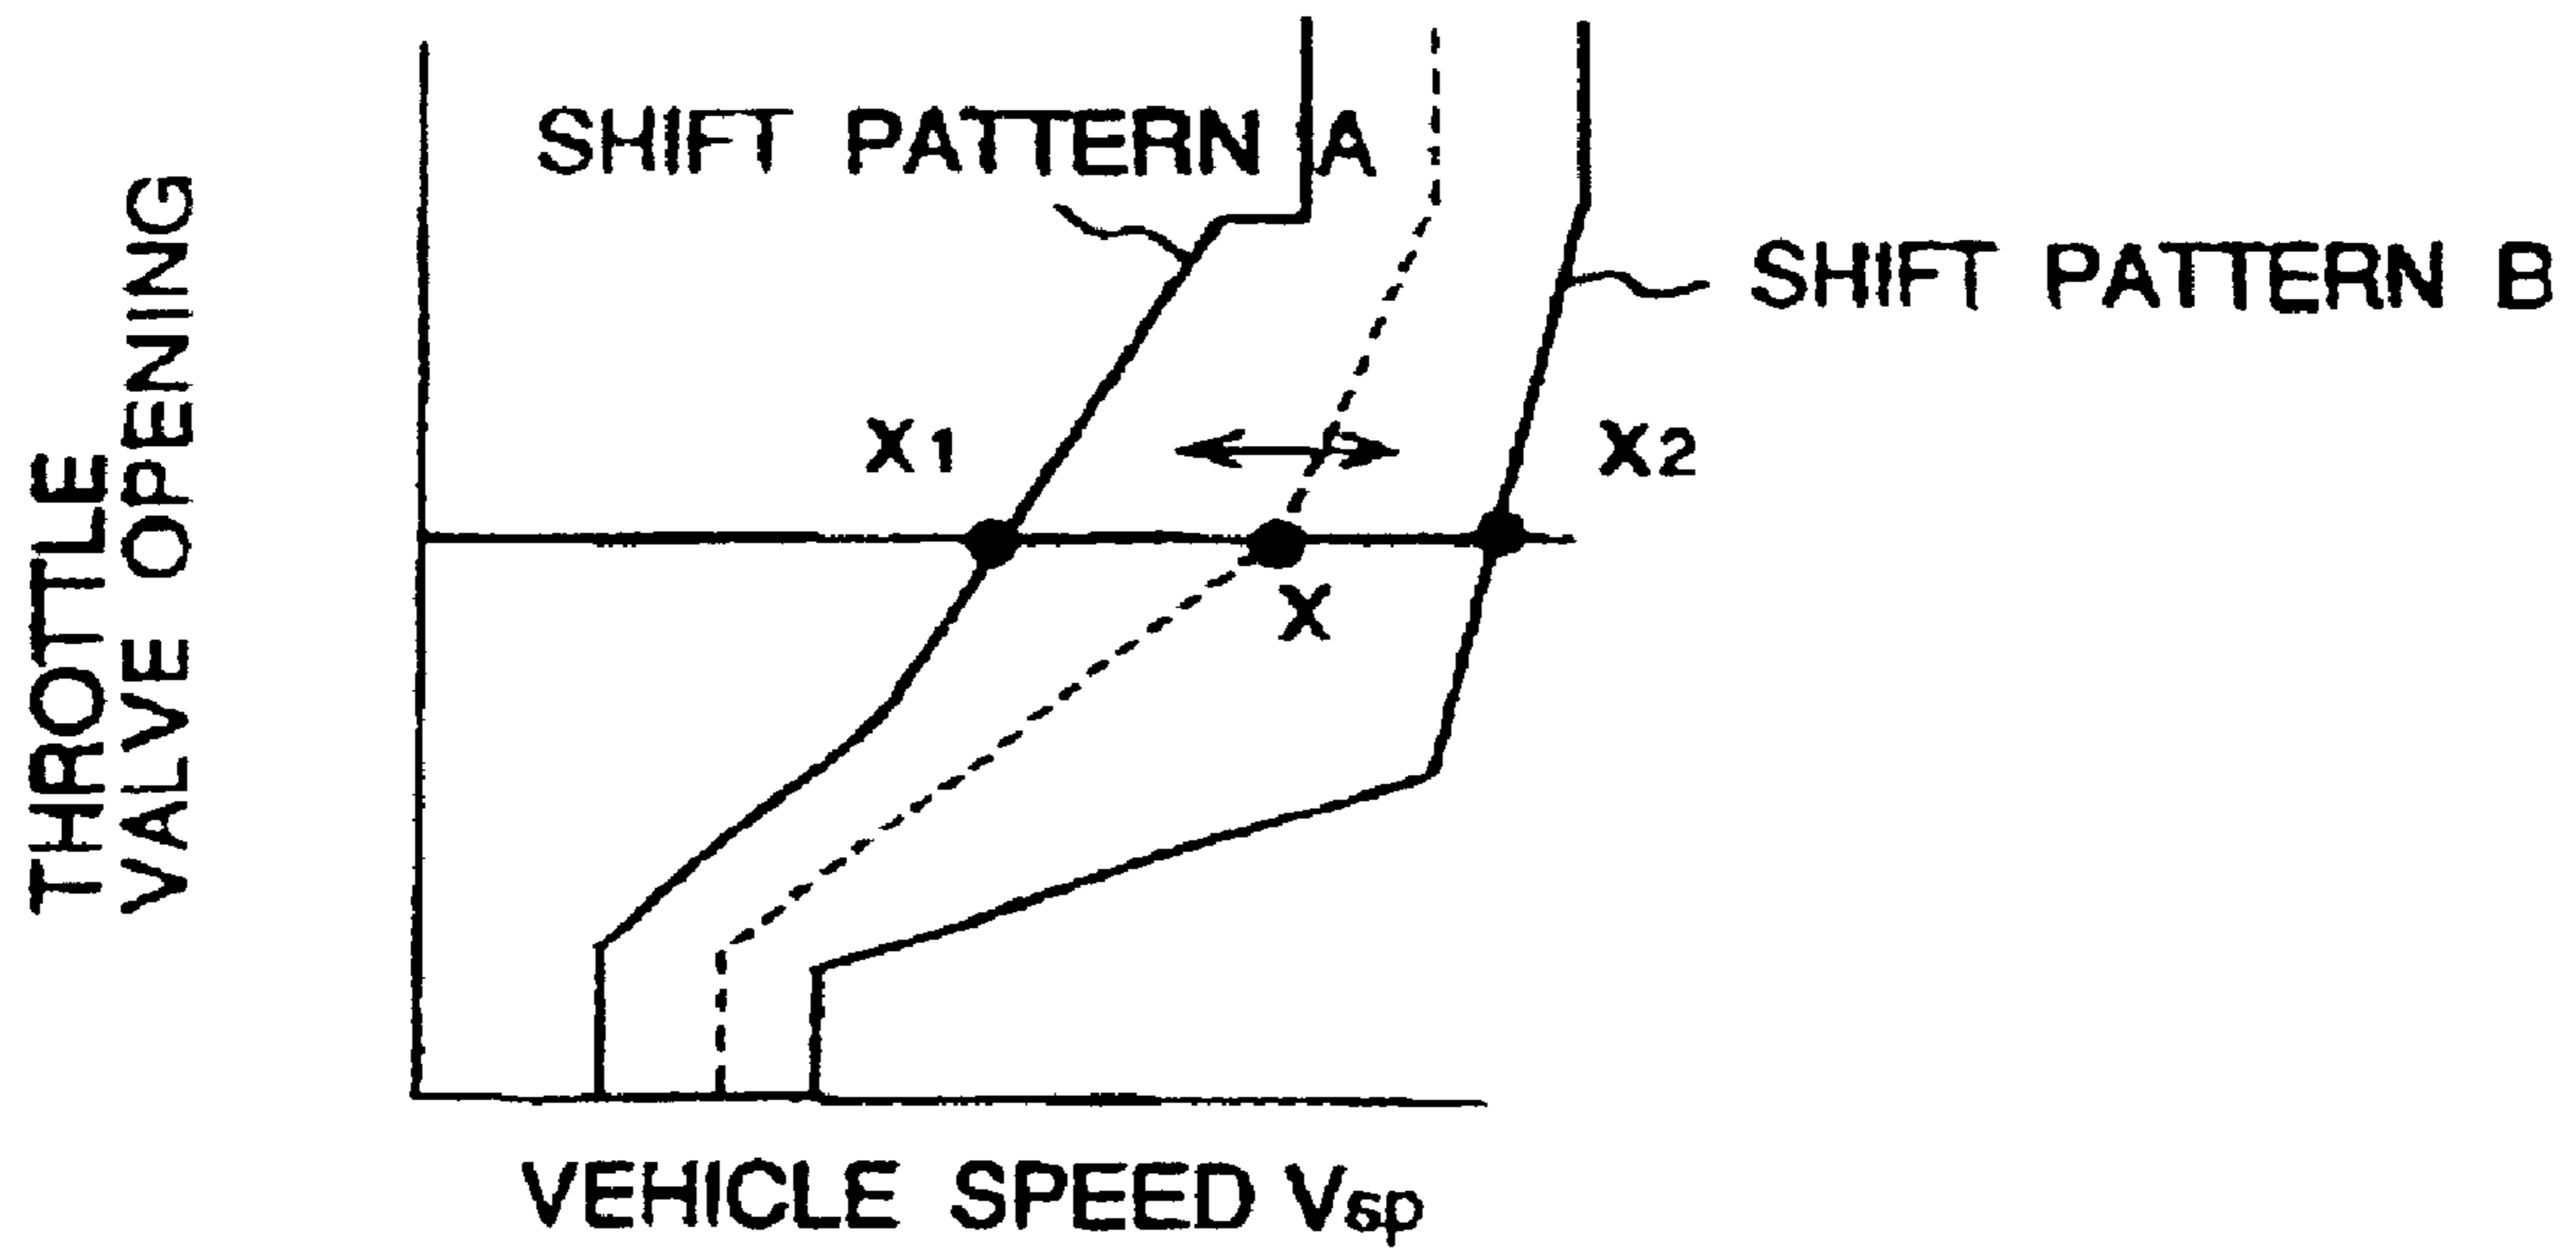 SHIFT PATTERN A
SHIFT PATTERN B
THROTTLE
VALVE OPENING
X1
X2
X
VEHICLE SPEED Vsp